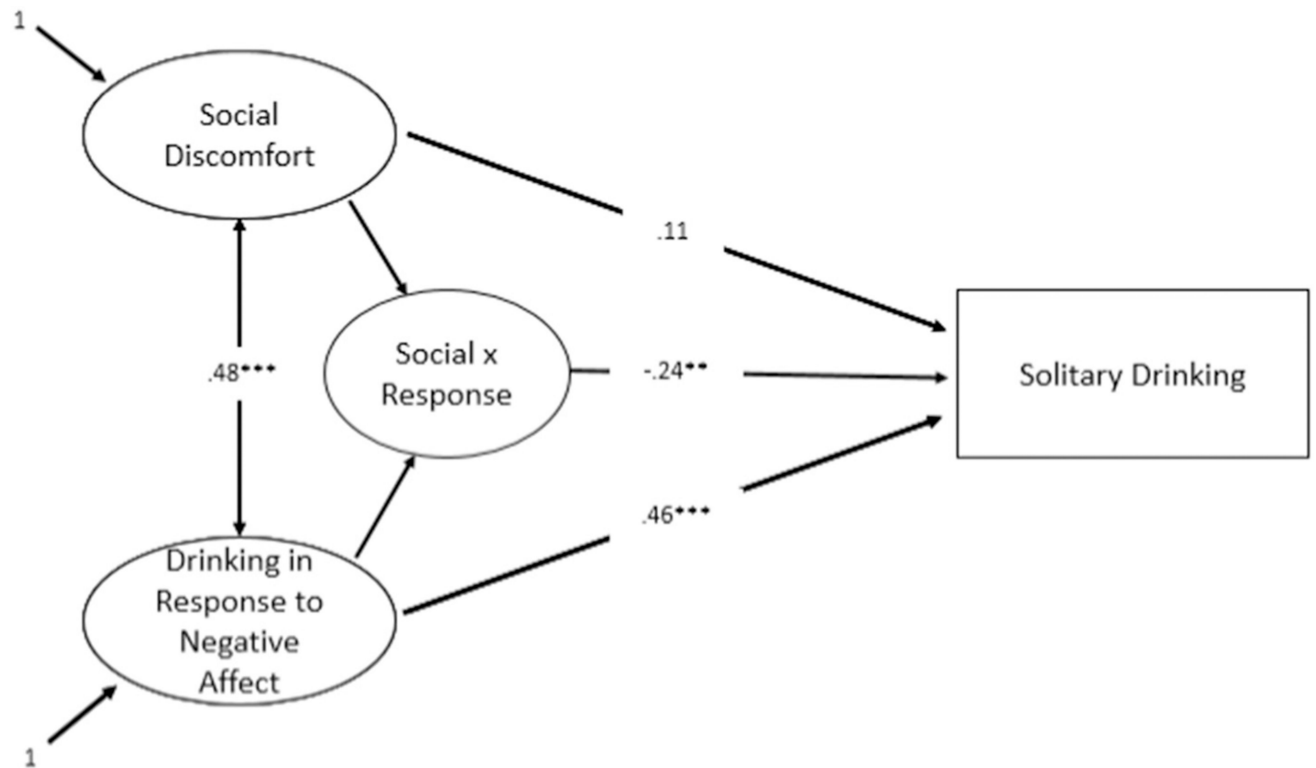 1
Social
Discomfort
.11
.48***
Social x
Response
-.24**
Solitary Drinking
.46***
Drinking in
Response to
Negative
Affect
1